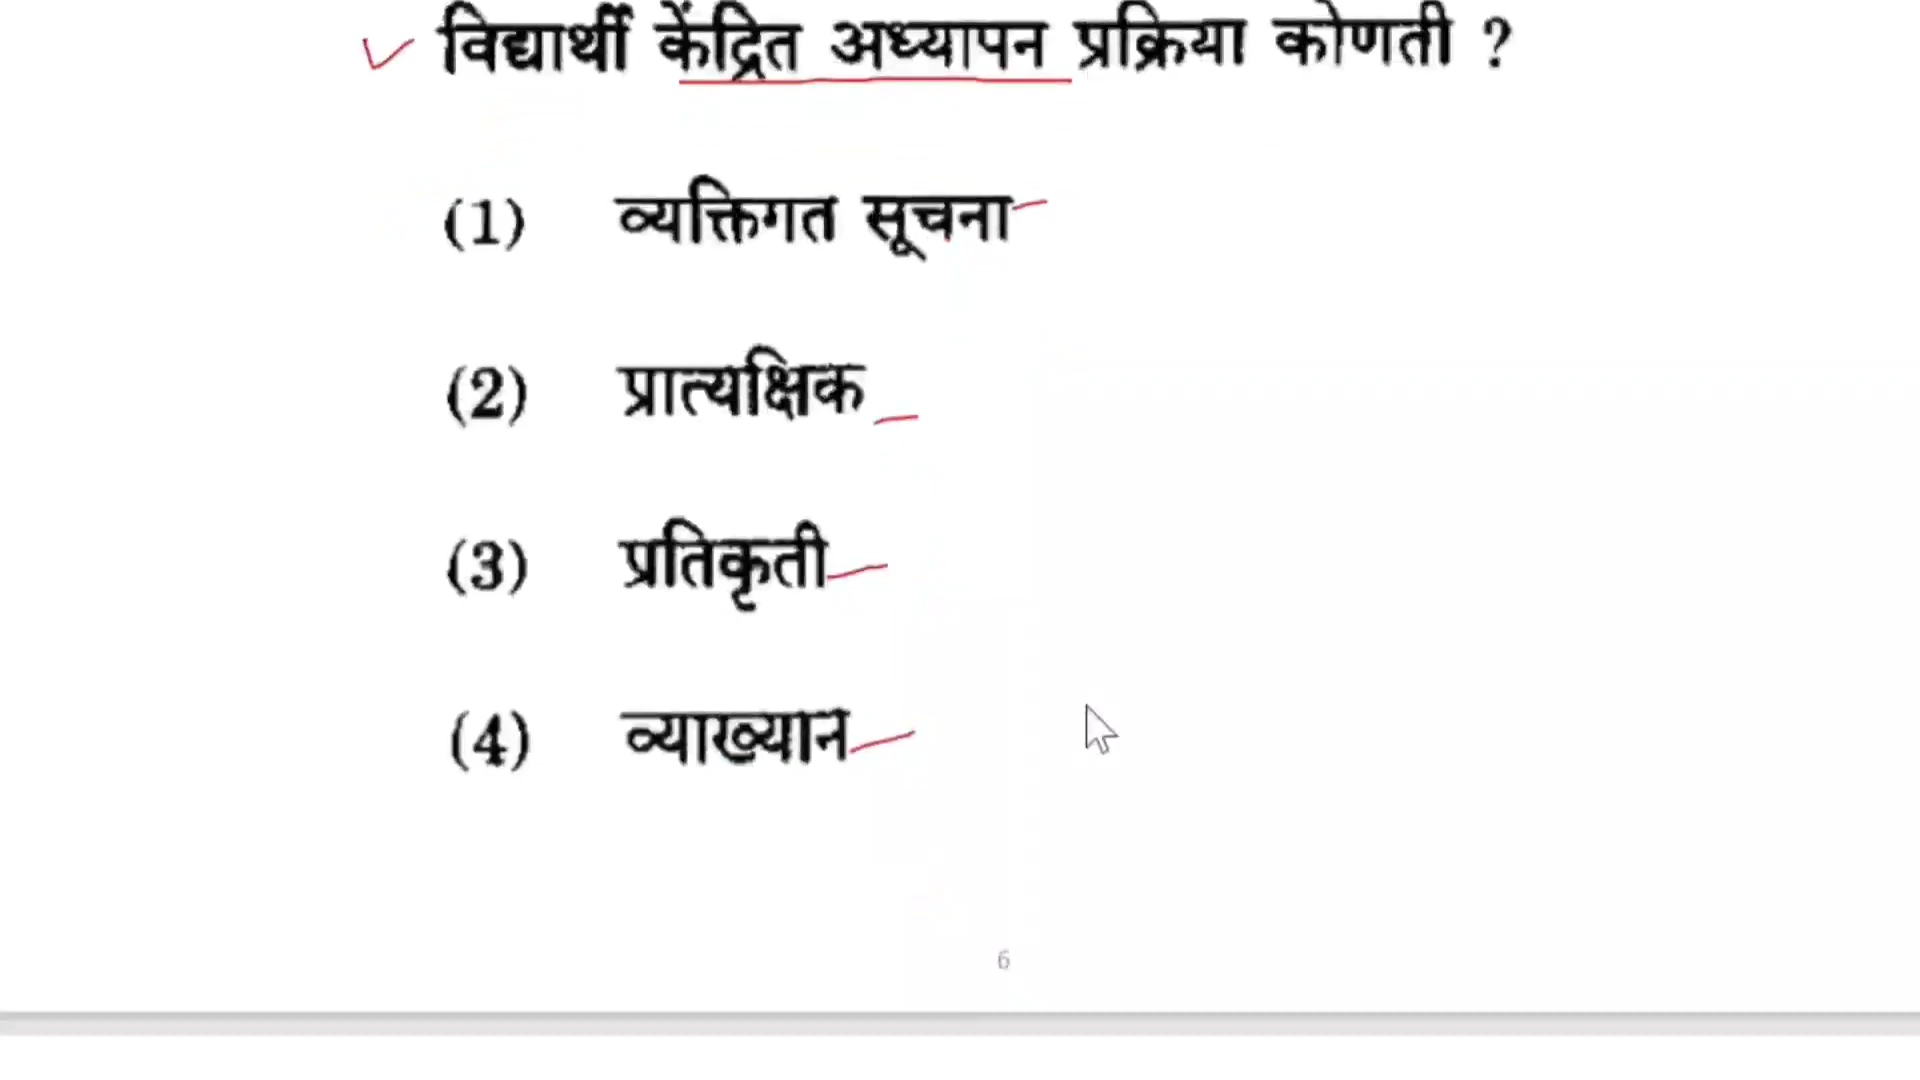 विद्यार्थी केंद्रित अध्यापन प्रक्रिया कोणती ?
(1) व्यक्तिगत सूचना
(2) प्रात्यक्षिक
(3) प्रतिकृती
(4) व्याख्यान
6